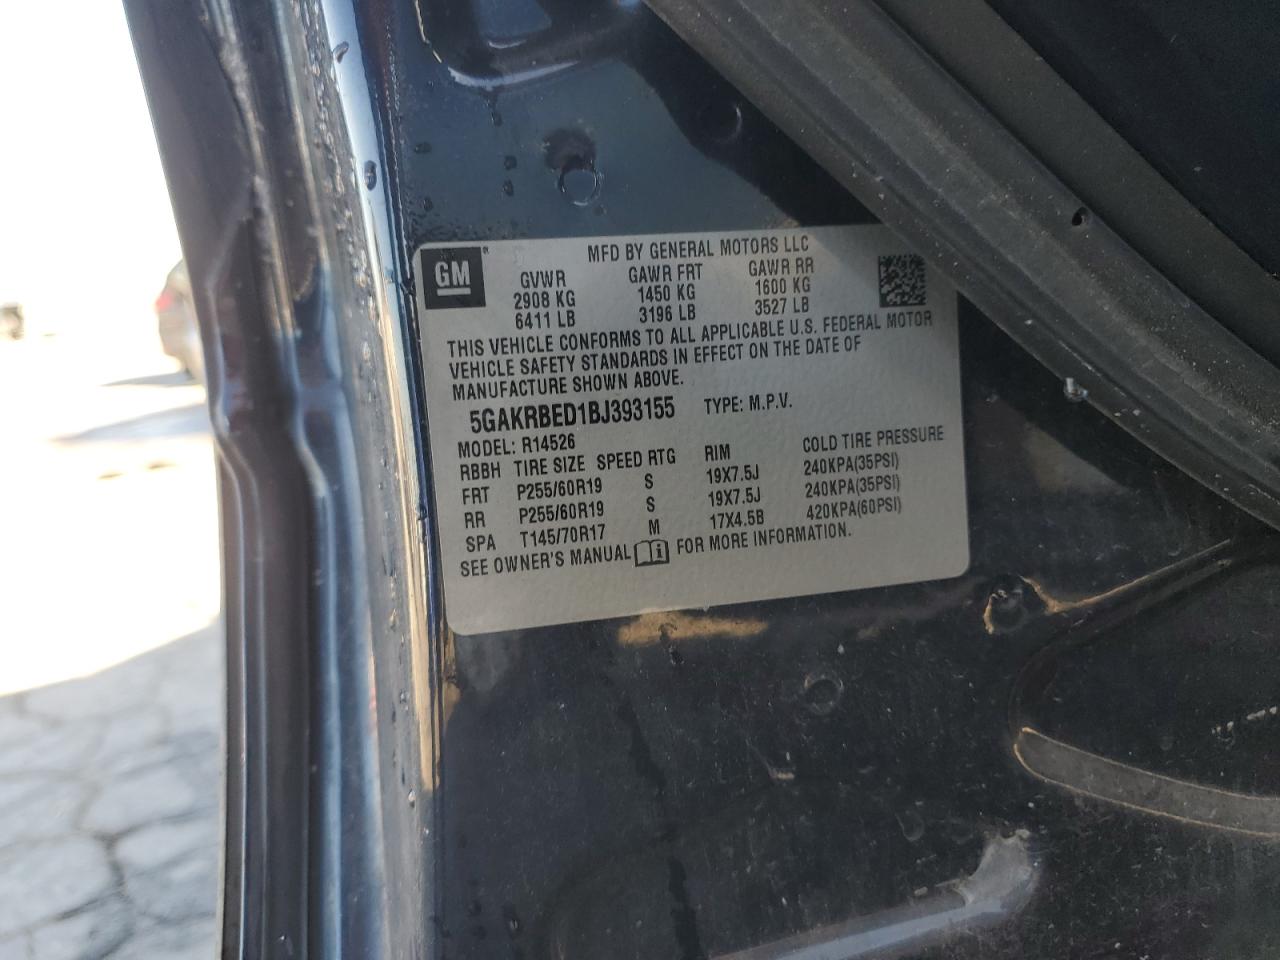 GM
MFD BY GENERAL MOTORS LLC
GVWR GAWR FRT GAWR RR
2908 KG 1450 KG 1600 KG
6411 LB 3196 LB 3527 LB
THIS VEHICLE CONFORMS TO ALL APPLICABLE U.S. FEDERAL MOTOR
VEHICLE SAFETY STANDARDS IN EFFECT ON THE DATE OF
MANUFACTURE SHOWN ABOVE.
5GAKRBED1BJ393155 TYPE: M.P.V.
MODEL: R14526
RBBH TIRE SIZE SPEED RTG RIM COLD TIRE PRESSURE
FRT P255/60R19 S 19X7.5J 240KPA(35PSI)
RR P255/60R19 S 19X7.5J 240KPA(35PSI)
SPA T145/70R17 M 17X4.5B 420KPA(60PSI)
SEE OWNER'S MANUAL FOR MORE INFORMATION.